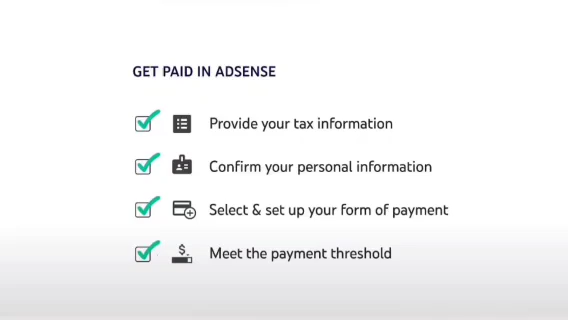 GET PAID IN ADSENSE
Provide your tax information
Confirm your personal information
Select & set up your form of payment
Meet the payment threshold